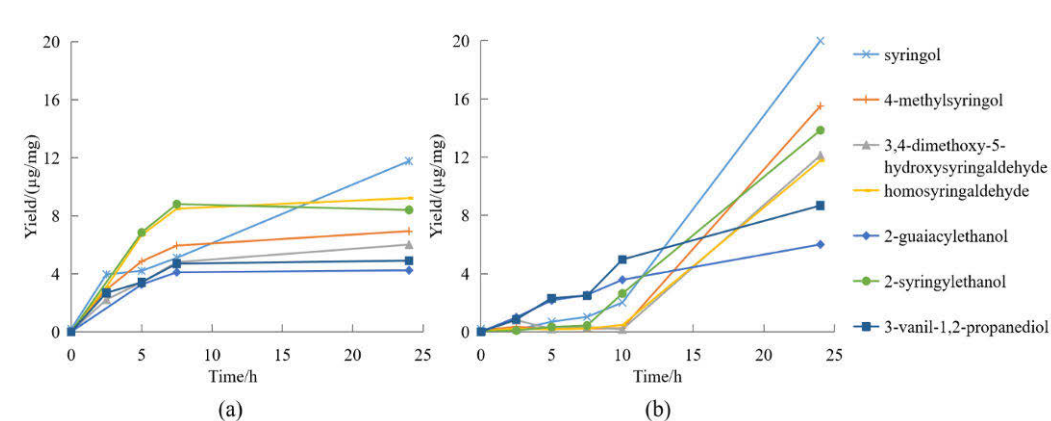 20
16
12
8
4
0
Yield/(µg/mg)
0 5 10 15 20 25
Time/h
(a)
20
16
12
8
4
0
Yield/(µg/mg)
0 5 10 15 20 25
Time/h
(b)
syringol
4-methylsyringol
3,4-dimethoxy-5-
hydroxysyringaldehyde
homosyringaldehyde
2-guaiacylethanol
2-syringylethanol
3-vanil-1,2-propanediol